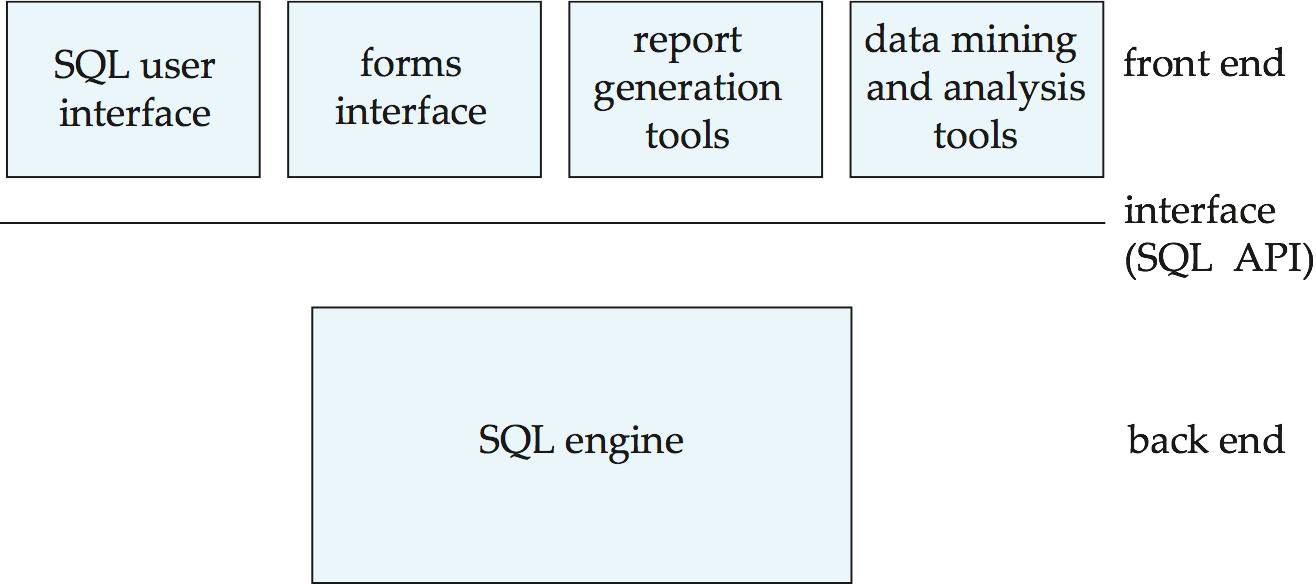 SQL user
interface
forms
interface
report
generation
tools
data mining
and analysis
tools
front end
interface
(SQL API)
SQL engine
back end